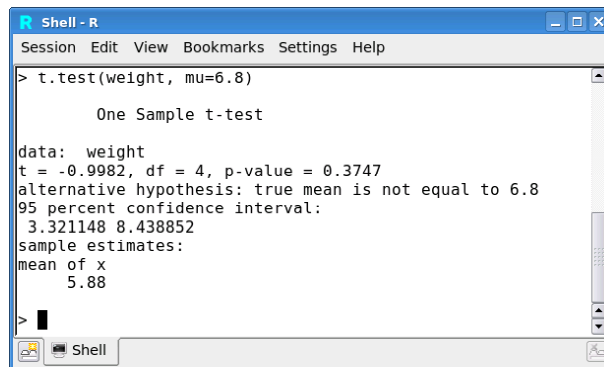 Shell - R
Session Edit View Bookmarks Settings Help
> t.test(weight, mu=6.8)
One Sample t-test
data:  weight
t = -0.9982, df = 4, p-value = 0.3747
alternative hypothesis: true mean is not equal to 6.8
95 percent confidence interval:
3.321148 8.438852
sample estimates:
mean of x
5.88
>
Shell